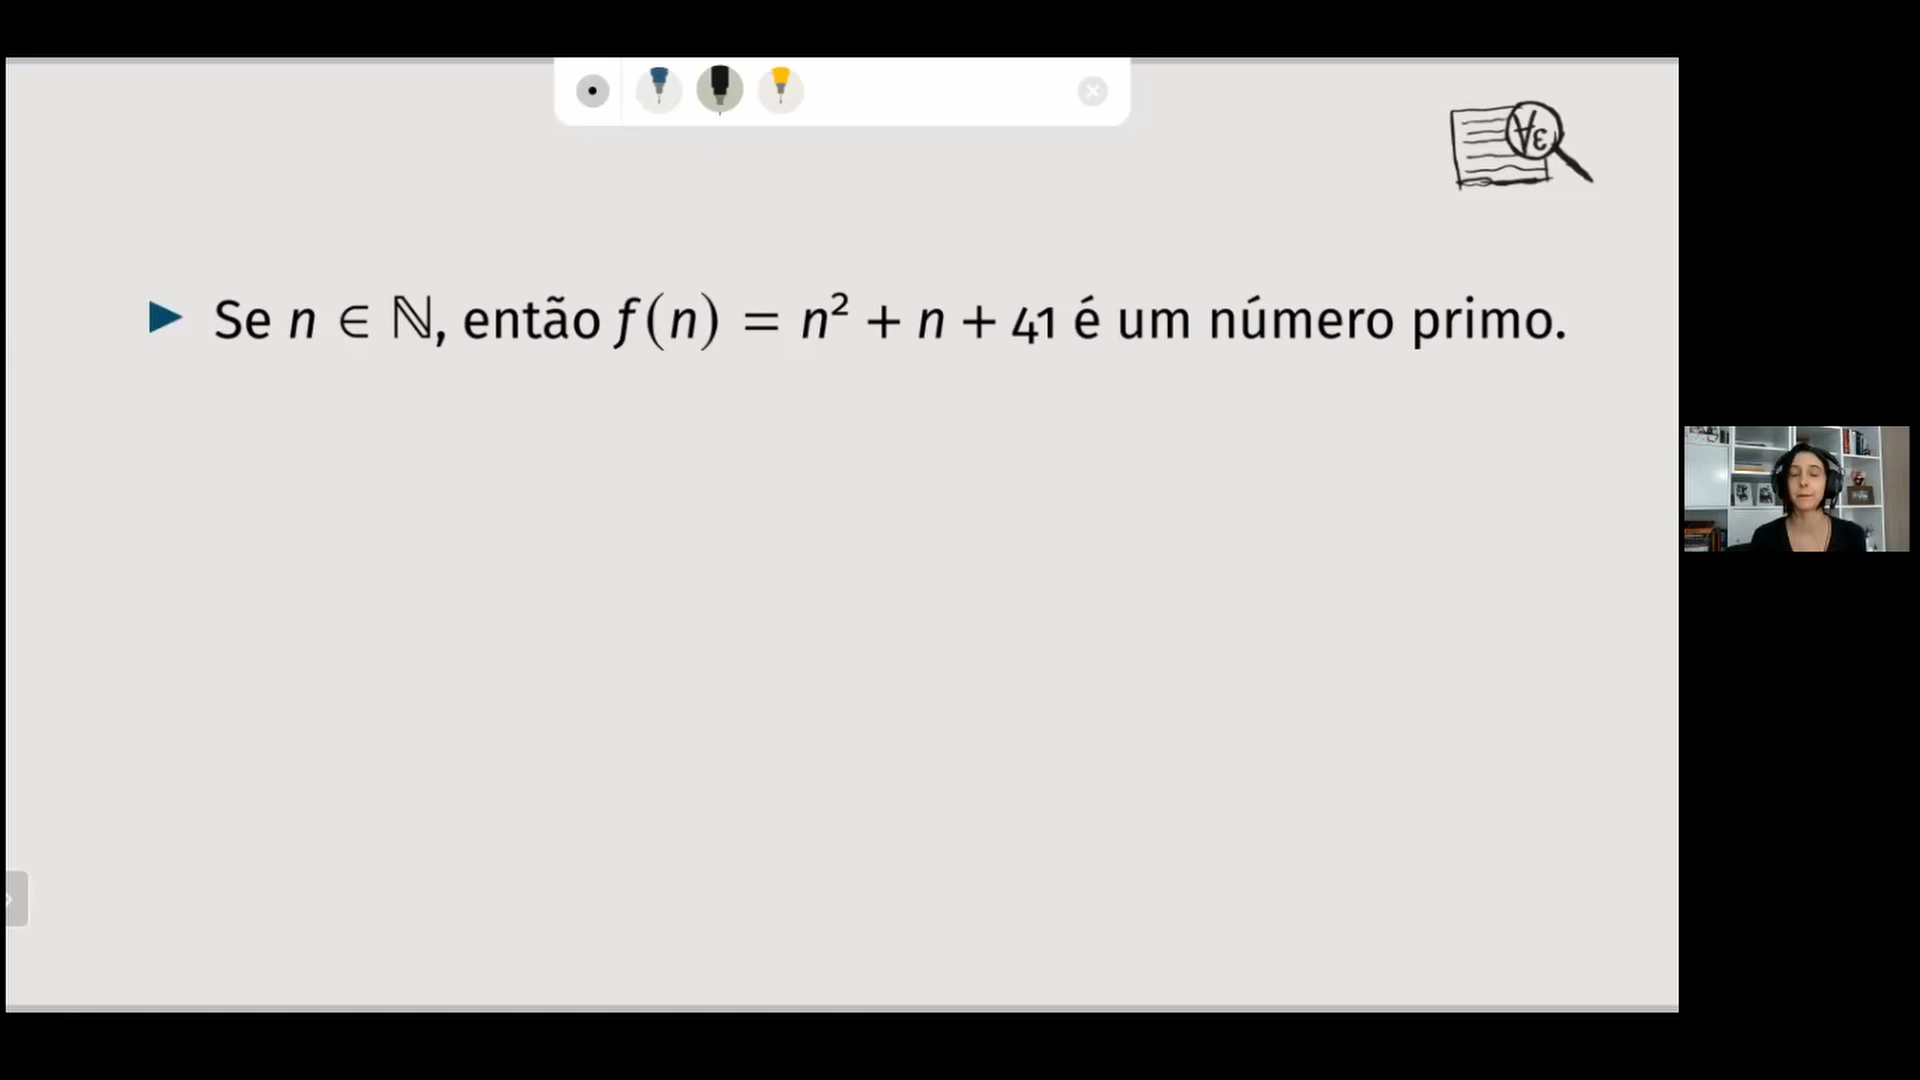 ∀∃
Se n ∈ ℕ, então f(n) = n² + n + 41 é um número primo.